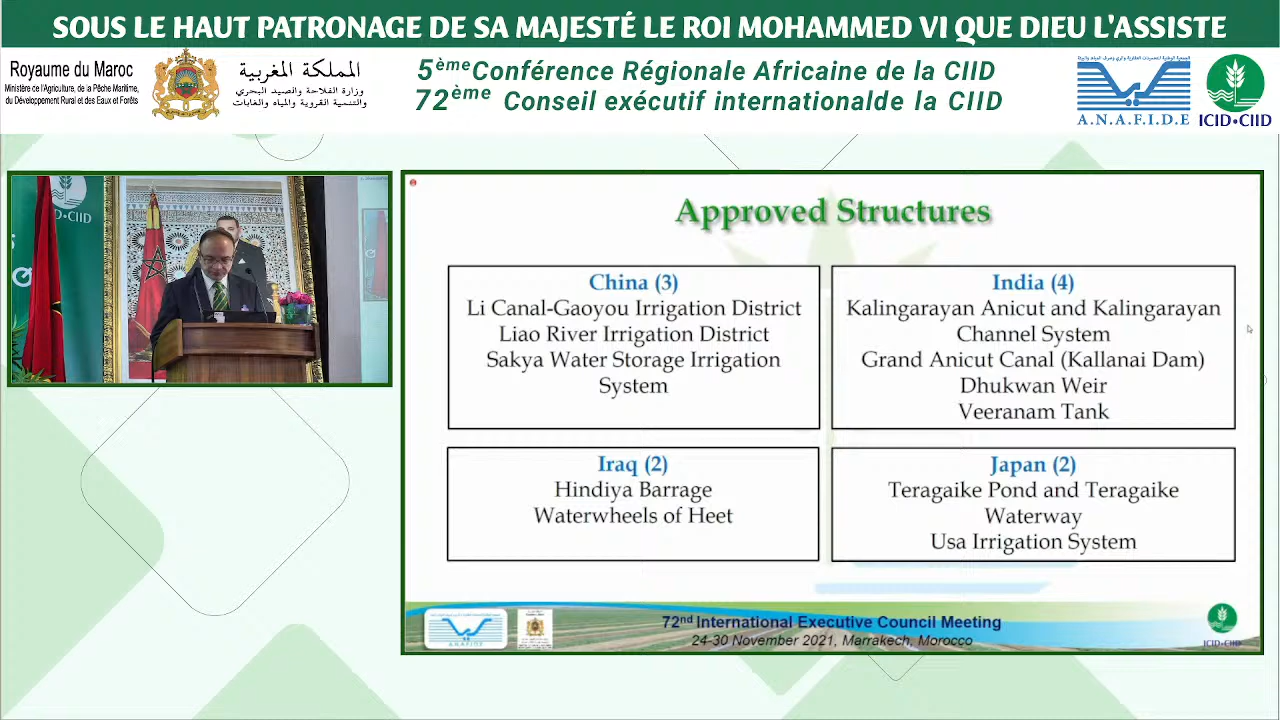 SOUS LE HAUT PATRONAGE DE SA MAJESTÉ LE ROI MOHAMMED VI QUE DIEU L'ASSISTE
Royaume du Maroc
Ministère de l'Agriculture, de la Pêche Maritime,
du Développement Rural et des Eaux et Forêts
المملكة المغربية
وزارة الفلاحة والصيد البحري
والتنمية القروية والمياه والغابات
5èmeConférence Régionale Africaine de la CIID
72ème Conseil exécutif internationalde la CIID
A.N.A.F.I.D.E
ICID•CIID
ID•CIID
Approved Structures
China (3)
Li Canal-Gaoyou Irrigation District
Liao River Irrigation District
Sakya Water Storage Irrigation
System
India (4)
Kalingarayan Anicut and Kalingarayan
Channel System
Grand Anicut Canal (Kallanai Dam)
Dhukwan Weir
Veeranam Tank
Iraq (2)
Hindiya Barrage
Waterwheels of Heet
Japan (2)
Teragaike Pond and Teragaike
Waterway
Usa Irrigation System
A.N.A.F.I.D.E
72nd International Executive Council Meeting
24-30 November 2021, Marrakech, Morocco
ICID•CIID